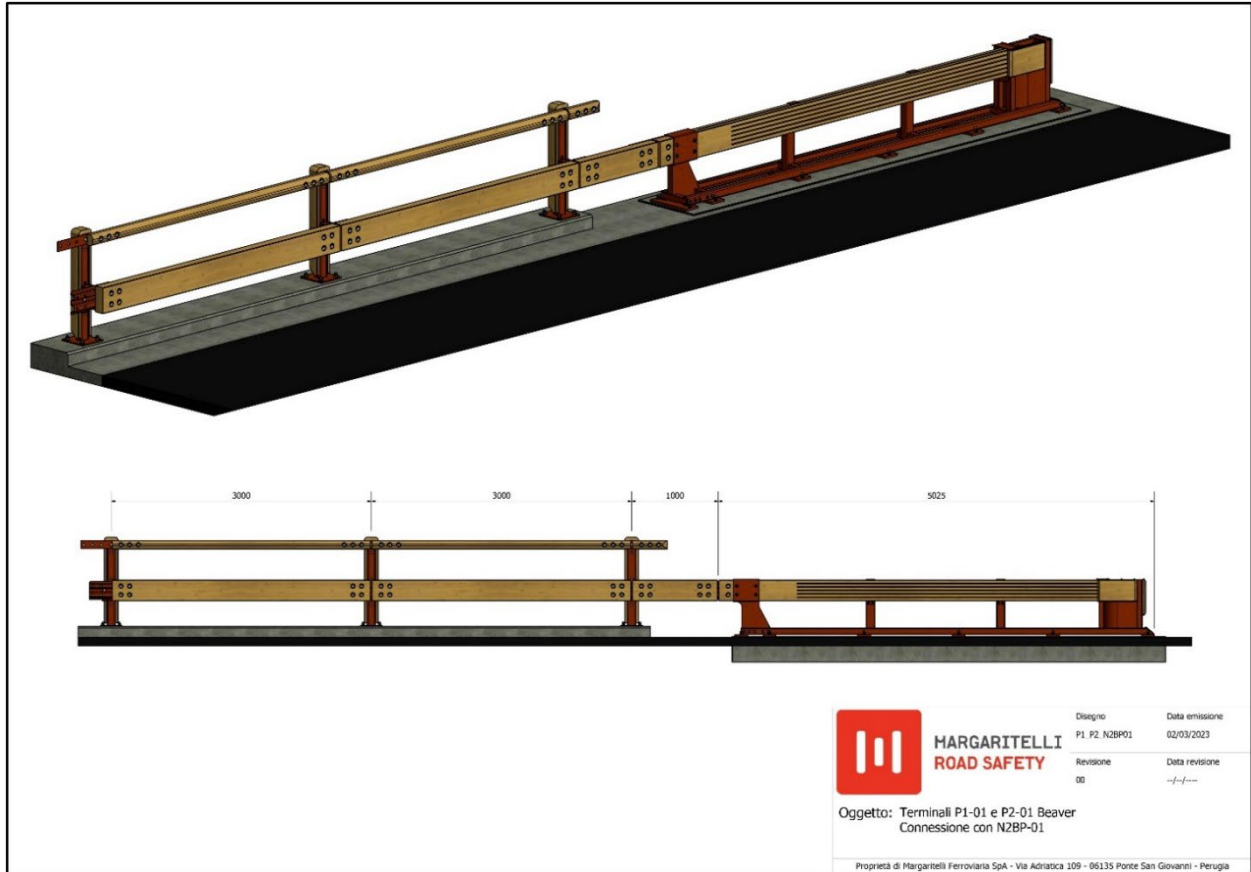 3000
3000
1000
5025
MARGARITELLI
ROAD SAFETY
Disegno
Data emissione
P1_P2_N2BP01
02/03/2023
Revisione
Data revisione
00
--/--/----
Oggetto: Terminali P1-01 e P2-01 Beaver
Connessione con N2BP-01
Proprietà di Margaritelli Ferroviaria SpA - Via Adriatica 109 - 06135 Ponte San Giovanni - Perugia